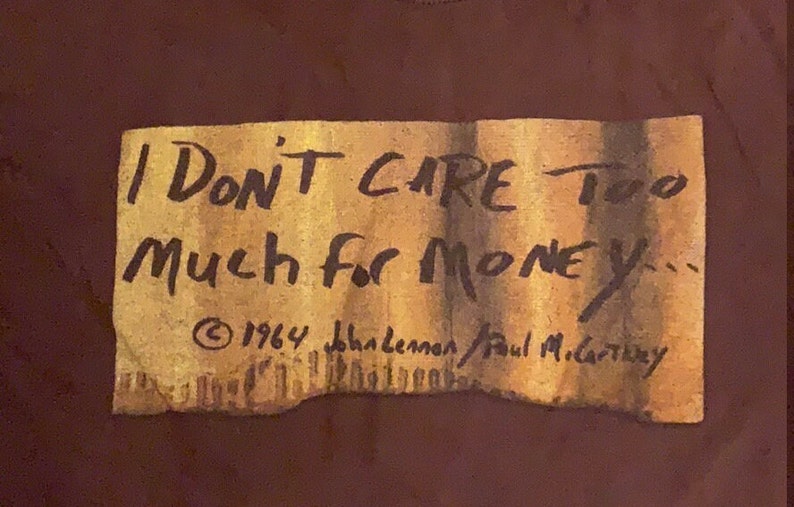 I DON'T CARE TOO
Much for MONEY...
© 1964 John Lennon / Paul McCartney